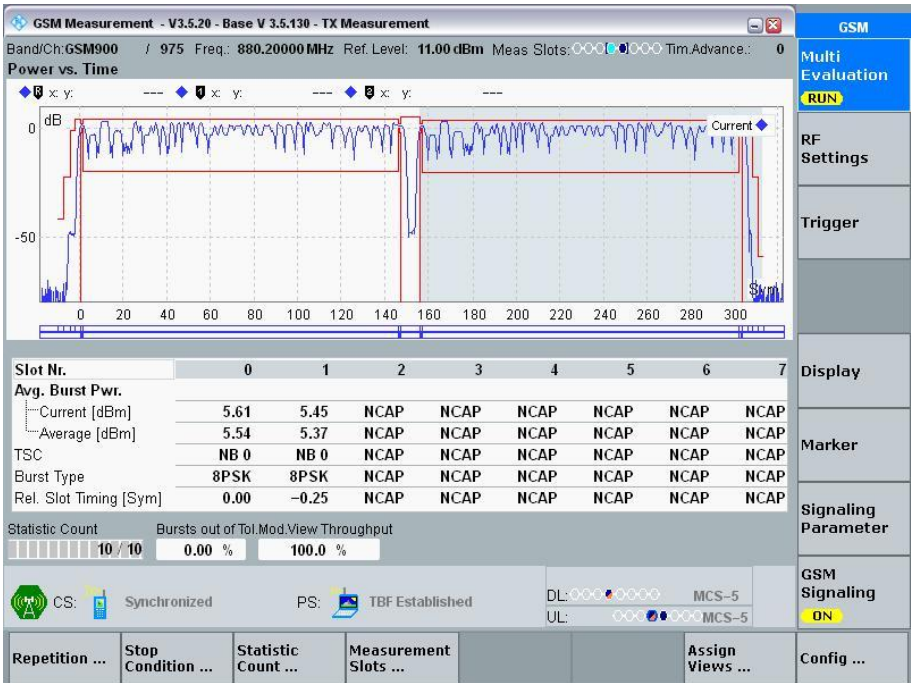 GSM Measurement - V3.5.20 - Base V 3.5.130 - TX Measurement
GSM
Band/Ch:GSM900 / 975 Freq.: 880.20000 MHz Ref. Level: 11.00 dBm Meas Slots: Tim.Advance.: 0
Power vs. Time
Multi Evaluation
RUN
R x: y: --- 1 x: y: --- 2 x: y: ---
dB
Current
0
-50
Sym
0 20 40 60 80 100 120 140 160 180 200 220 240 260 280 300
RF Settings
Trigger
Slot Nr. 0 1 2 3 4 5 6 7
Avg. Burst Pwr.
Current [dBm] 5.61 5.45 NCAP NCAP NCAP NCAP NCAP NCAP
Average [dBm] 5.54 5.37 NCAP NCAP NCAP NCAP NCAP NCAP
TSC NB 0 NB 0 NCAP NCAP NCAP NCAP NCAP NCAP
Burst Type 8PSK 8PSK NCAP NCAP NCAP NCAP NCAP NCAP
Rel. Slot Timing [Sym] 0.00 −0.25 NCAP NCAP NCAP NCAP NCAP NCAP
Display
Marker
Statistic Count Bursts out of Tol. Mod.View Throughput
10 / 10 0.00 % 100.0 %
Signaling Parameter
CS: Synchronized PS: TBF Established
DL: MCS−5
UL: MCS−5
GSM Signaling
ON
Repetition ...
Stop Condition ...
Statistic Count ...
Measurement Slots ...
Assign Views ...
Config ...